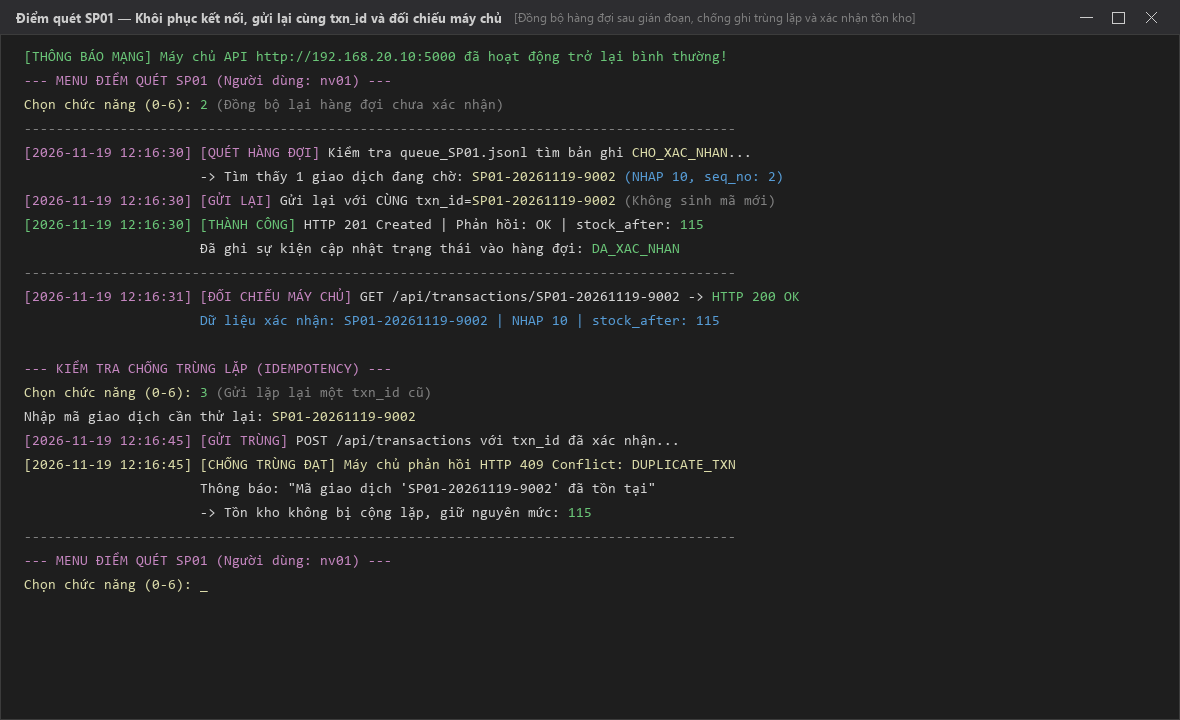 Điểm quét SP01 — Khôi phục kết nối, gửi lại cùng txn_id và đối chiếu máy chủ [Đồng bộ hàng đợi sau gián đoạn, chống ghi trùng lặp và xác nhận tồn kho]
[THÔNG BÁO MẠNG] Máy chủ API http://192.168.20.10:5000 đã hoạt động trở lại bình thường!
--- MENU ĐIỂM QUÉT SP01 (Người dùng: nv01) ---
Chọn chức năng (0-6): 2 (Đồng bộ lại hàng đợi chưa xác nhận)
-----------------------------------------------------------------------------------------
[2026-11-19 12:16:30] [QUÉT HÀNG ĐỢI] Kiểm tra queue_SP01.jsonl tìm bản ghi CHO_XAC_NHAN...
-> Tìm thấy 1 giao dịch đang chờ: SP01-20261119-9002 (NHAP 10, seq_no: 2)
[2026-11-19 12:16:30] [GỬI LẠI] Gửi lại với CÙNG txn_id=SP01-20261119-9002 (Không sinh mã mới)
[2026-11-19 12:16:30] [THÀNH CÔNG] HTTP 201 Created | Phản hồi: OK | stock_after: 115
Đã ghi sự kiện cập nhật trạng thái vào hàng đợi: DA_XAC_NHAN
-----------------------------------------------------------------------------------------
[2026-11-19 12:16:31] [ĐỐI CHIẾU MÁY CHỦ] GET /api/transactions/SP01-20261119-9002 -> HTTP 200 OK
Dữ liệu xác nhận: SP01-20261119-9002 | NHAP 10 | stock_after: 115
--- KIỂM TRA CHỐNG TRÙNG LẶP (IDEMPOTENCY) ---
Chọn chức năng (0-6): 3 (Gửi lặp lại một txn_id cũ)
Nhập mã giao dịch cần thử lại: SP01-20261119-9002
[2026-11-19 12:16:45] [GỬI TRÙNG] POST /api/transactions với txn_id đã xác nhận...
[2026-11-19 12:16:45] [CHỐNG TRÙNG ĐẠT] Máy chủ phản hồi HTTP 409 Conflict: DUPLICATE_TXN
Thông báo: "Mã giao dịch 'SP01-20261119-9002' đã tồn tại"
-> Tồn kho không bị cộng lặp, giữ nguyên mức: 115
-----------------------------------------------------------------------------------------
--- MENU ĐIỂM QUÉT SP01 (Người dùng: nv01) ---
Chọn chức năng (0-6): _